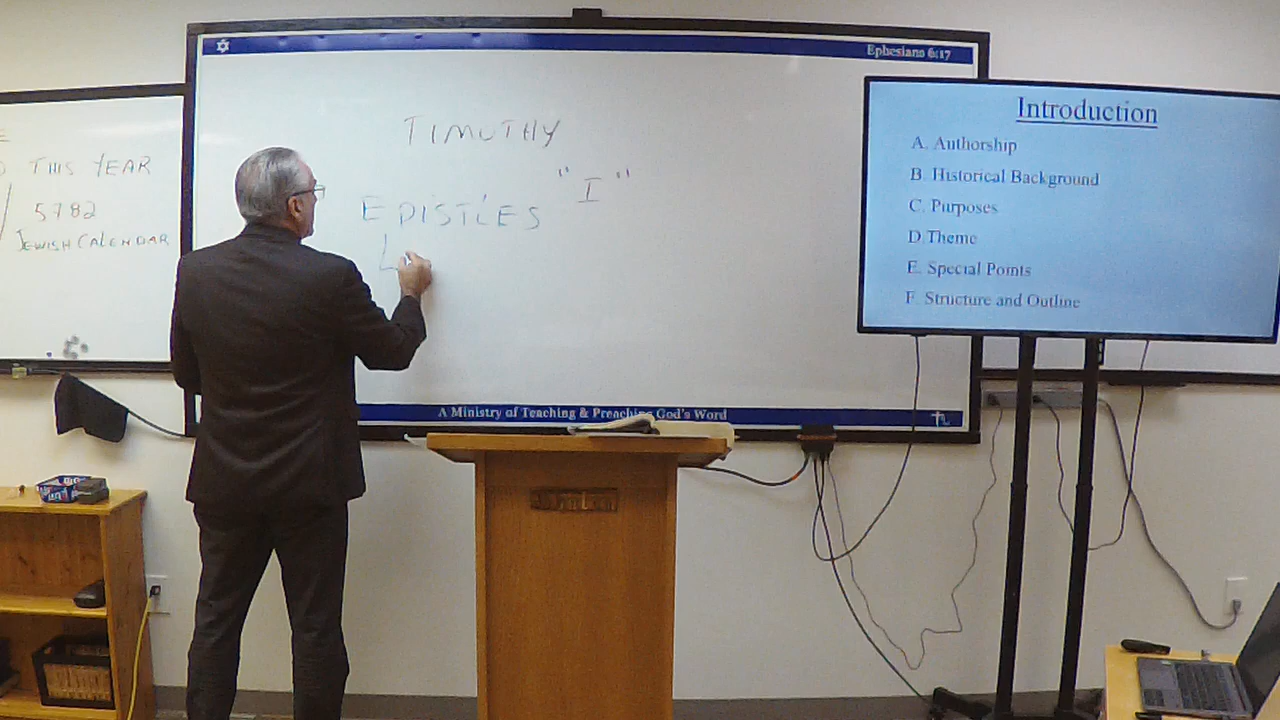 THIS YEAR
5782
JEWISH CALENDAR
Ephesians 6:17
TIMOTHY
"I"
EPISTLES
A Ministry of Teaching & Preaching God's Word
Introduction
A. Authorship
B. Historical Background
C. Purposes
D. Theme
E. Special Points
F. Structure and Outline